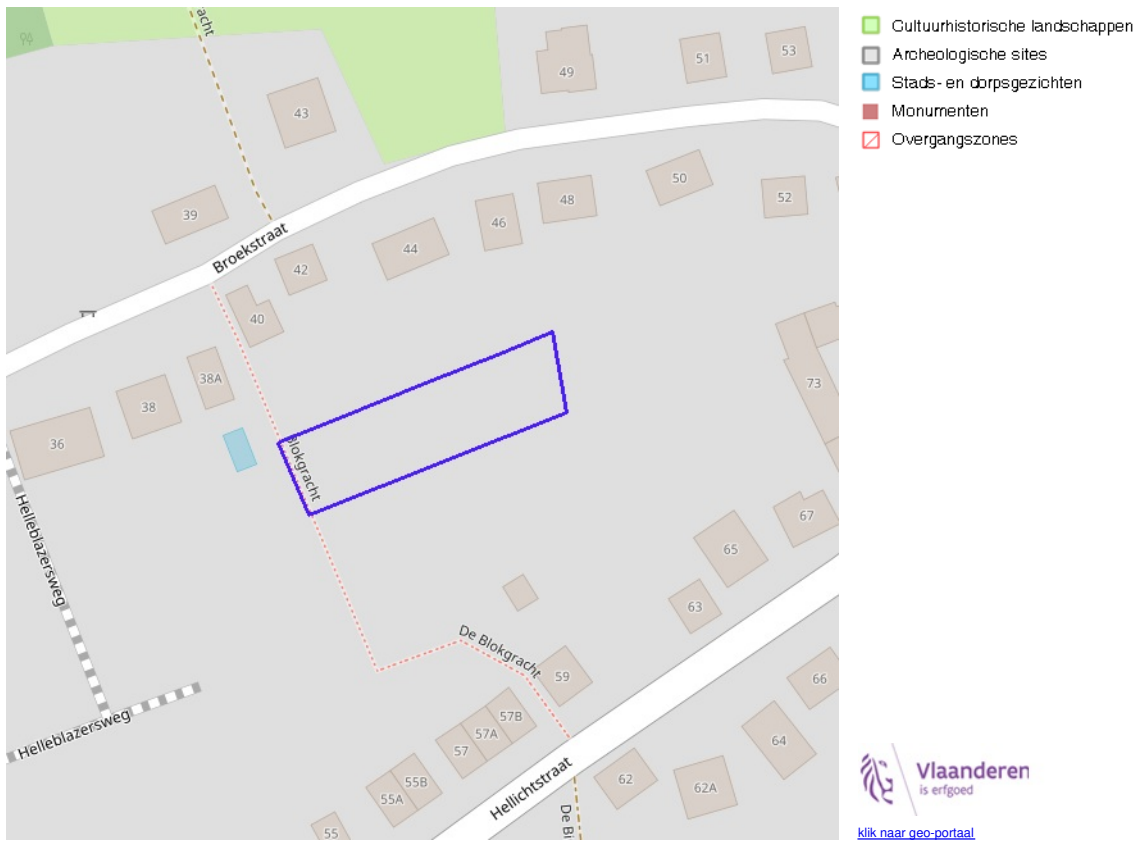 acht
43
49
51
53
39
Broekstraat
42
44
46
48
50
52
40
38A
38
36
Blokgracht
73
Helleblazersweg
67
65
63
De Blokgracht
59
66
Helleblazersweg
57B
57A
57
64
55B
55A
62
62A
Hellichtstraat
De Bi
55
Cultuurhistorische landschappen
Archeologische sites
Stads- en dorpsgezichten
Monumenten
Overgangszones
Vlaanderen
is erfgoed
klik naar geo-portaal